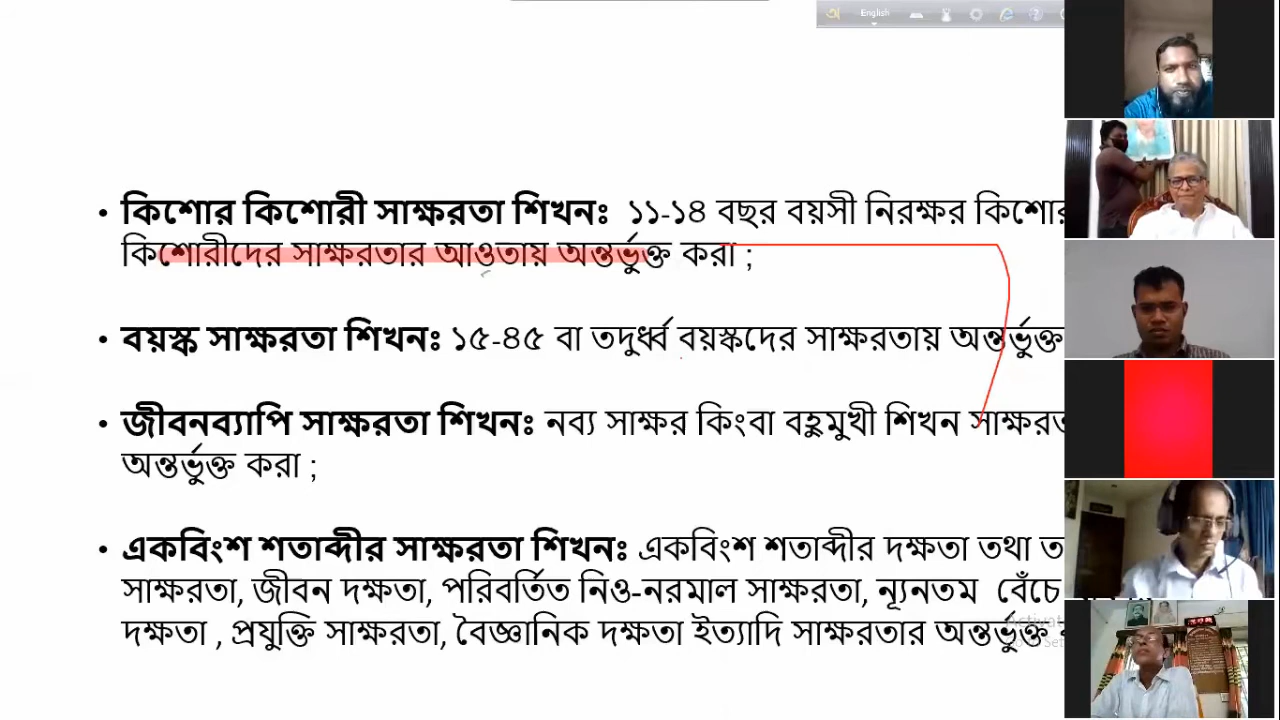 English
• কিশোর কিশোরী সাক্ষরতা শিখনঃ ১১-১৪ বছর বয়সী নিরক্ষর কিশোর
কিশোরীদের সাক্ষরতার আওতায় অন্তর্ভুক্ত করা ;
• বয়স্ক সাক্ষরতা শিখনঃ ১৫-৪৫ বা তদুর্ধ্ব বয়স্কদের সাক্ষরতায় অন্তর্ভুক্ত
• জীবনব্যাপি সাক্ষরতা শিখনঃ নব্য সাক্ষর কিংবা বহুমুখী শিখন
অন্তর্ভুক্ত করা ;
• একবিংশ শতাব্দীর সাক্ষরতা শিখনঃ একবিংশ শতাব্দীর দক্ষতা তথা
সাক্ষরতা, জীবন দক্ষতা, পরিবর্তিত নিও-নরমাল সাক্ষরতা, ন্যূনতম বেঁচে
দক্ষতা , প্রযুক্তি সাক্ষরতা, বৈজ্ঞানিক দক্ষতা ইত্যাদি সাক্ষরতার অন্তর্ভুক্ত